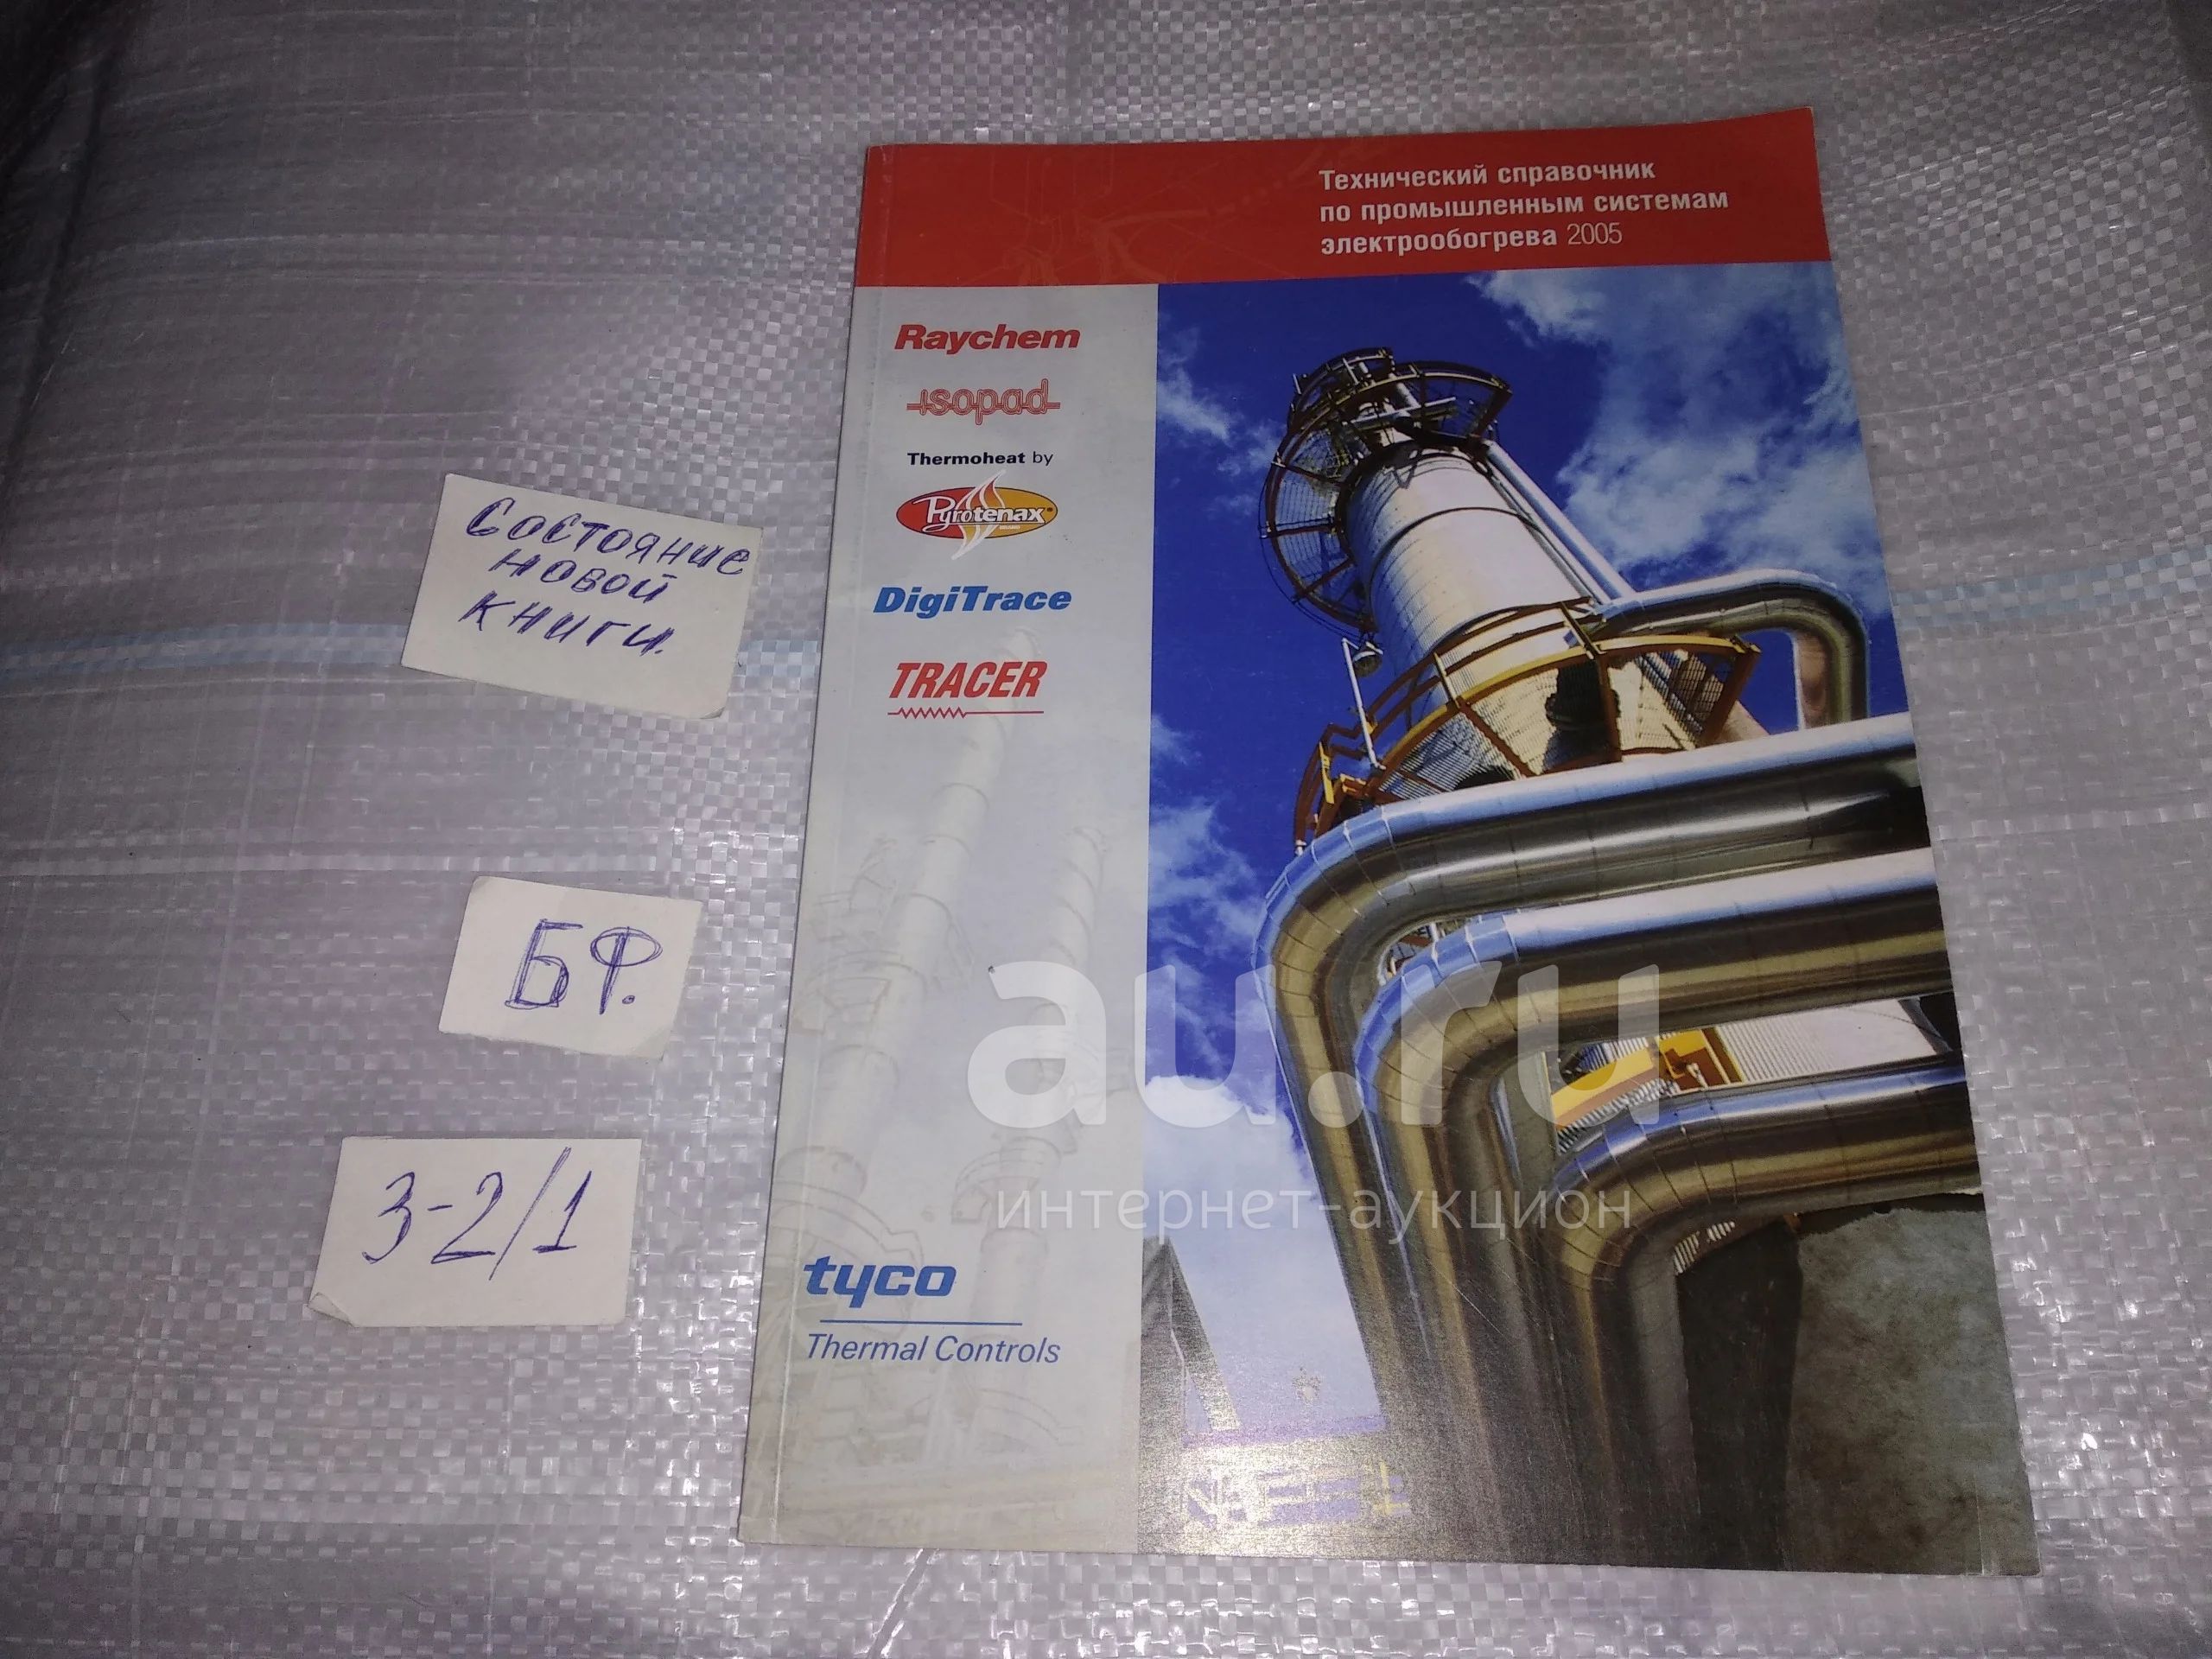 Технический справочник
по промышленным системам
электрообогрева 2005
Raychem
isopad
Thermoheat by
Pyrotenax
DigiTrace
TRACER
tyco
Thermal Controls
Состояние
новой
книги.
БФ.
3-2/1
au.ru
интернет-аукцион